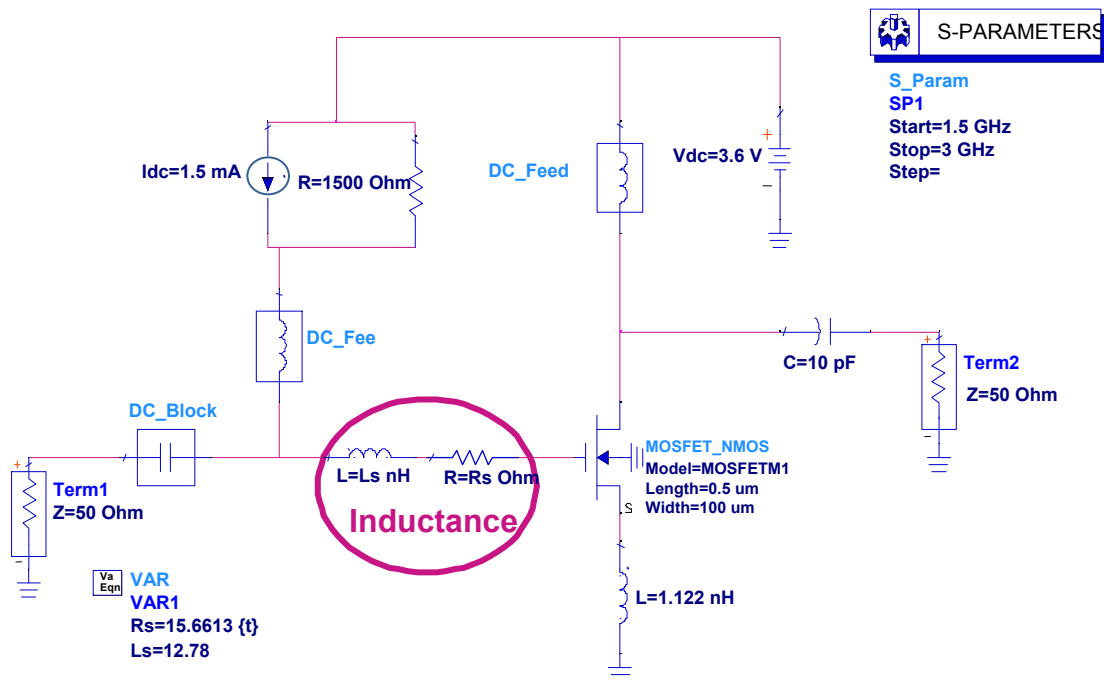 S-PARAMETERS
S_Param
SP1
Start=1.5 GHz
Stop=3 GHz
Step=
+
Vdc=3.6 V
–
Idc=1.5 mA
R=1500 Ohm
DC_Feed
DC_Fee
DC_Block
+
Term1
Z=50 Ohm
–
L=Ls nH
R=Rs Ohm
Inductance
MOSFET_NMOS
Model=MOSFETM1
Length=0.5 um
Width=100 um
C=10 pF
+
Term2
Z=50 Ohm
–
L=1.122 nH
Va
Eqn
VAR
VAR1
Rs=15.6613 {t}
Ls=12.78